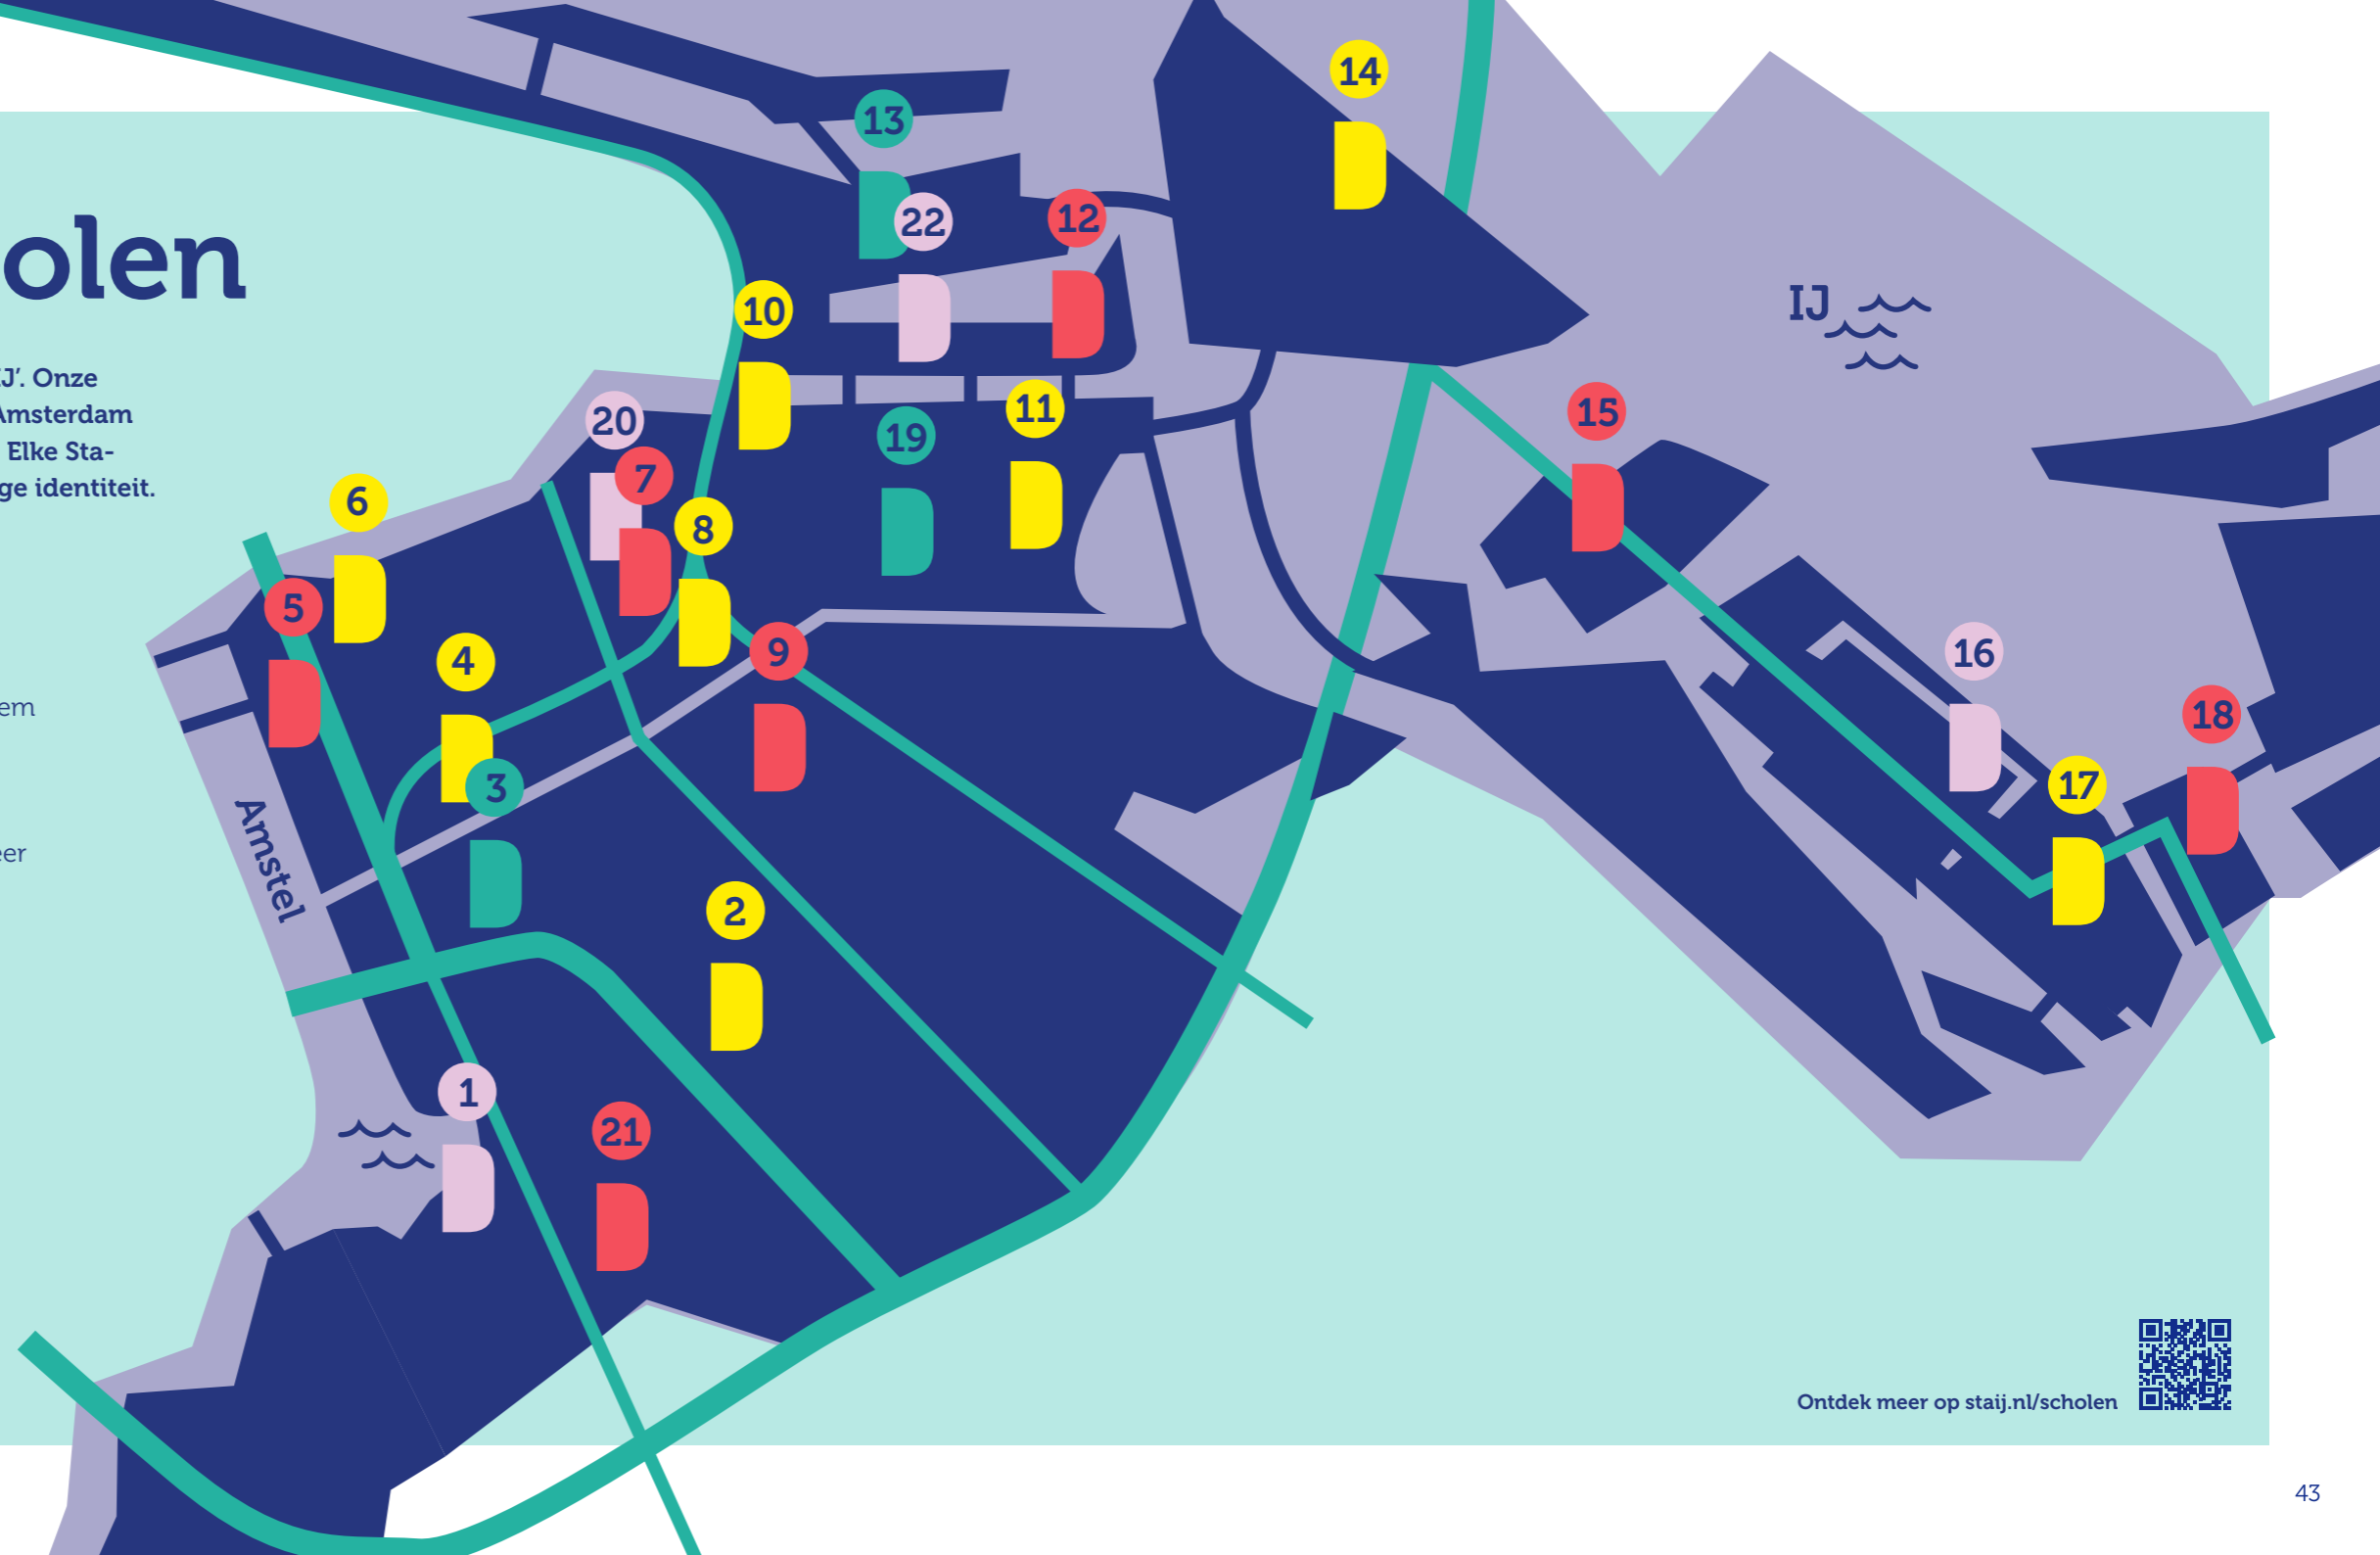 olen
IJ’. Onze
Amsterdam
Elke Sta-
ge identiteit.
em
eer
14
13
22
12
10
IJ
20
11
15
19
7
6
8
5
4
9
16
18
3
17
Amstel
2
1
21
Ontdek meer op staij.nl/scholen
43